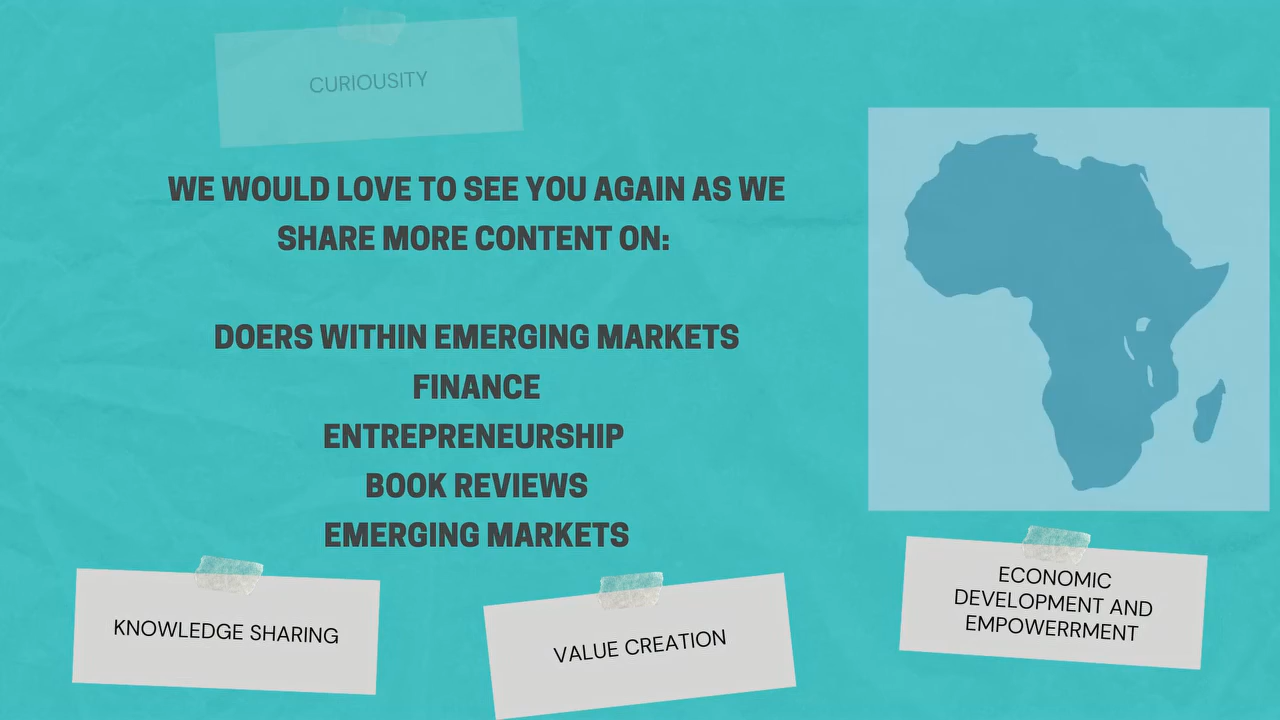 CURIOUSITY
WE WOULD LOVE TO SEE YOU AGAIN AS WE
SHARE MORE CONTENT ON:
DOERS WITHIN EMERGING MARKETS
FINANCE
ENTREPRENEURSHIP
BOOK REVIEWS
EMERGING MARKETS
KNOWLEDGE SHARING
VALUE CREATION
ECONOMIC
DEVELOPMENT AND
EMPOWERRMENT